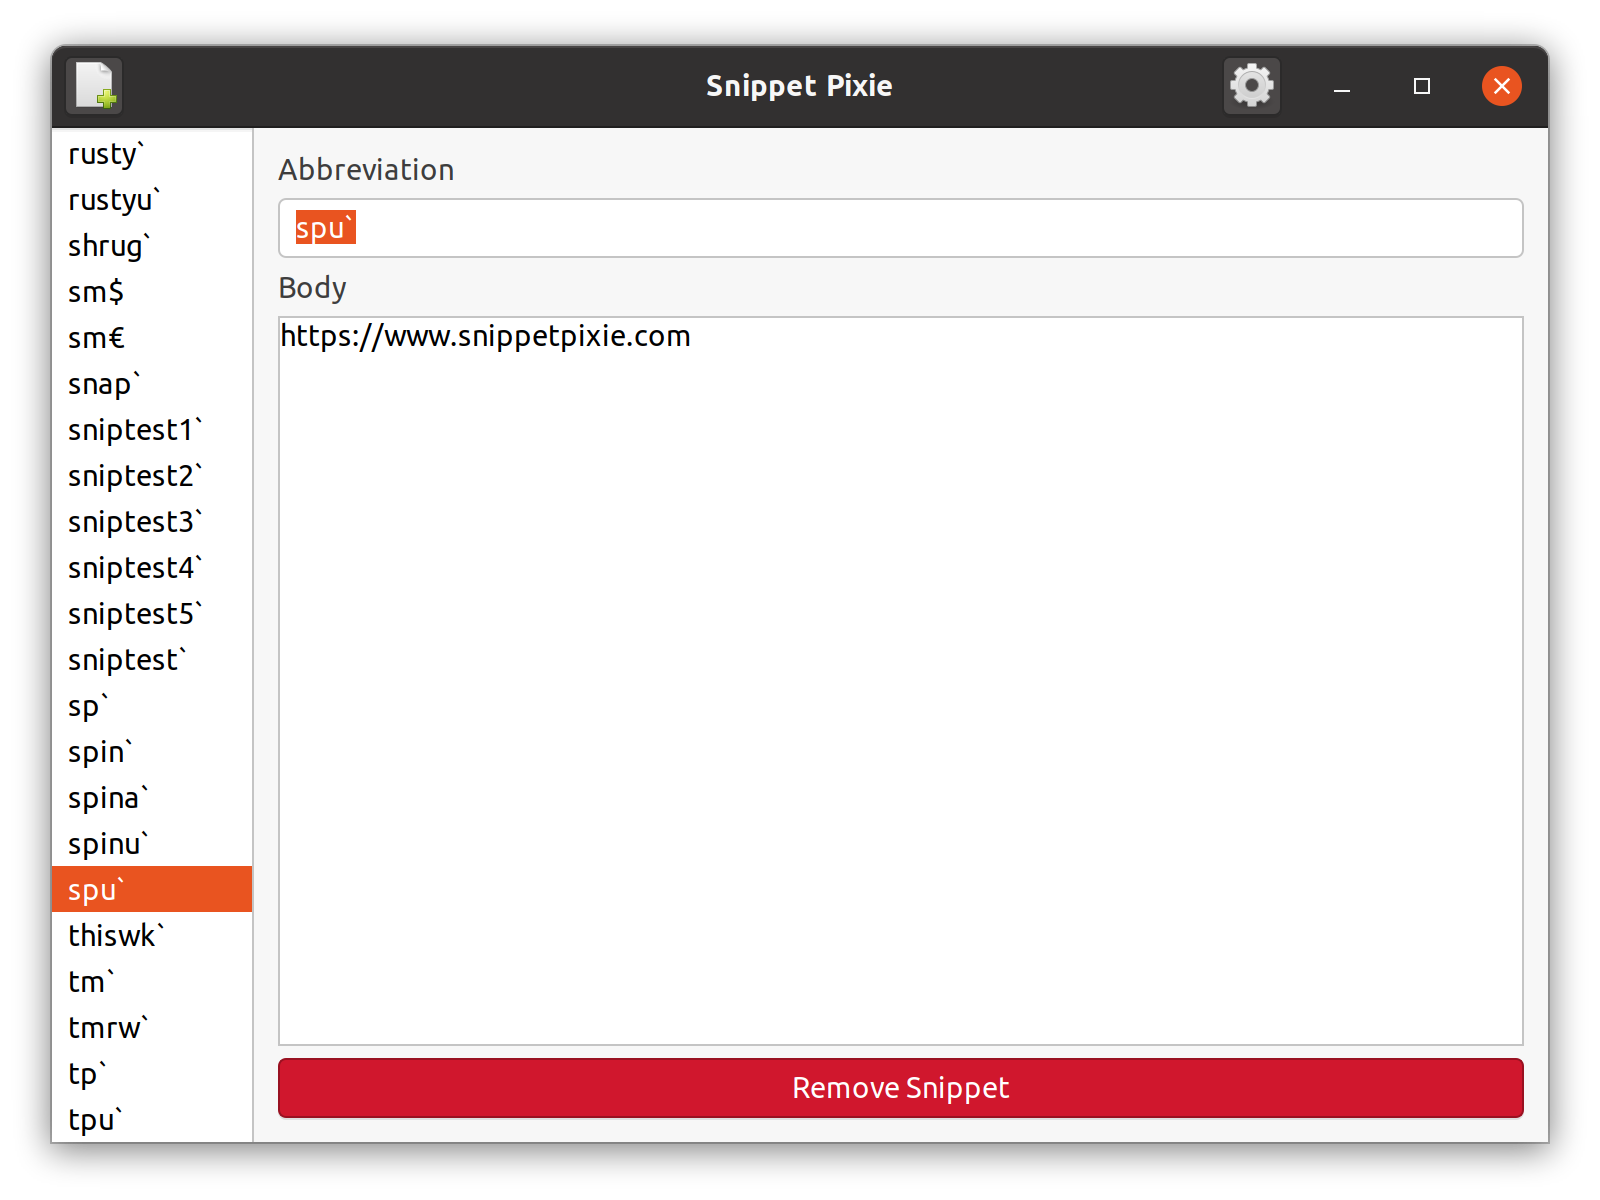 Snippet Pixie
rusty`
rustyu`
shrug`
sm$
sm€
snap`
sniptest1`
sniptest2`
sniptest3`
sniptest4`
sniptest5`
sniptest`
sp`
spin`
spina`
spinu`
spu`
thiswk`
tm`
tmrw`
tp`
tpu`
Abbreviation
spu`
Body
https://www.snippetpixie.com
Remove Snippet